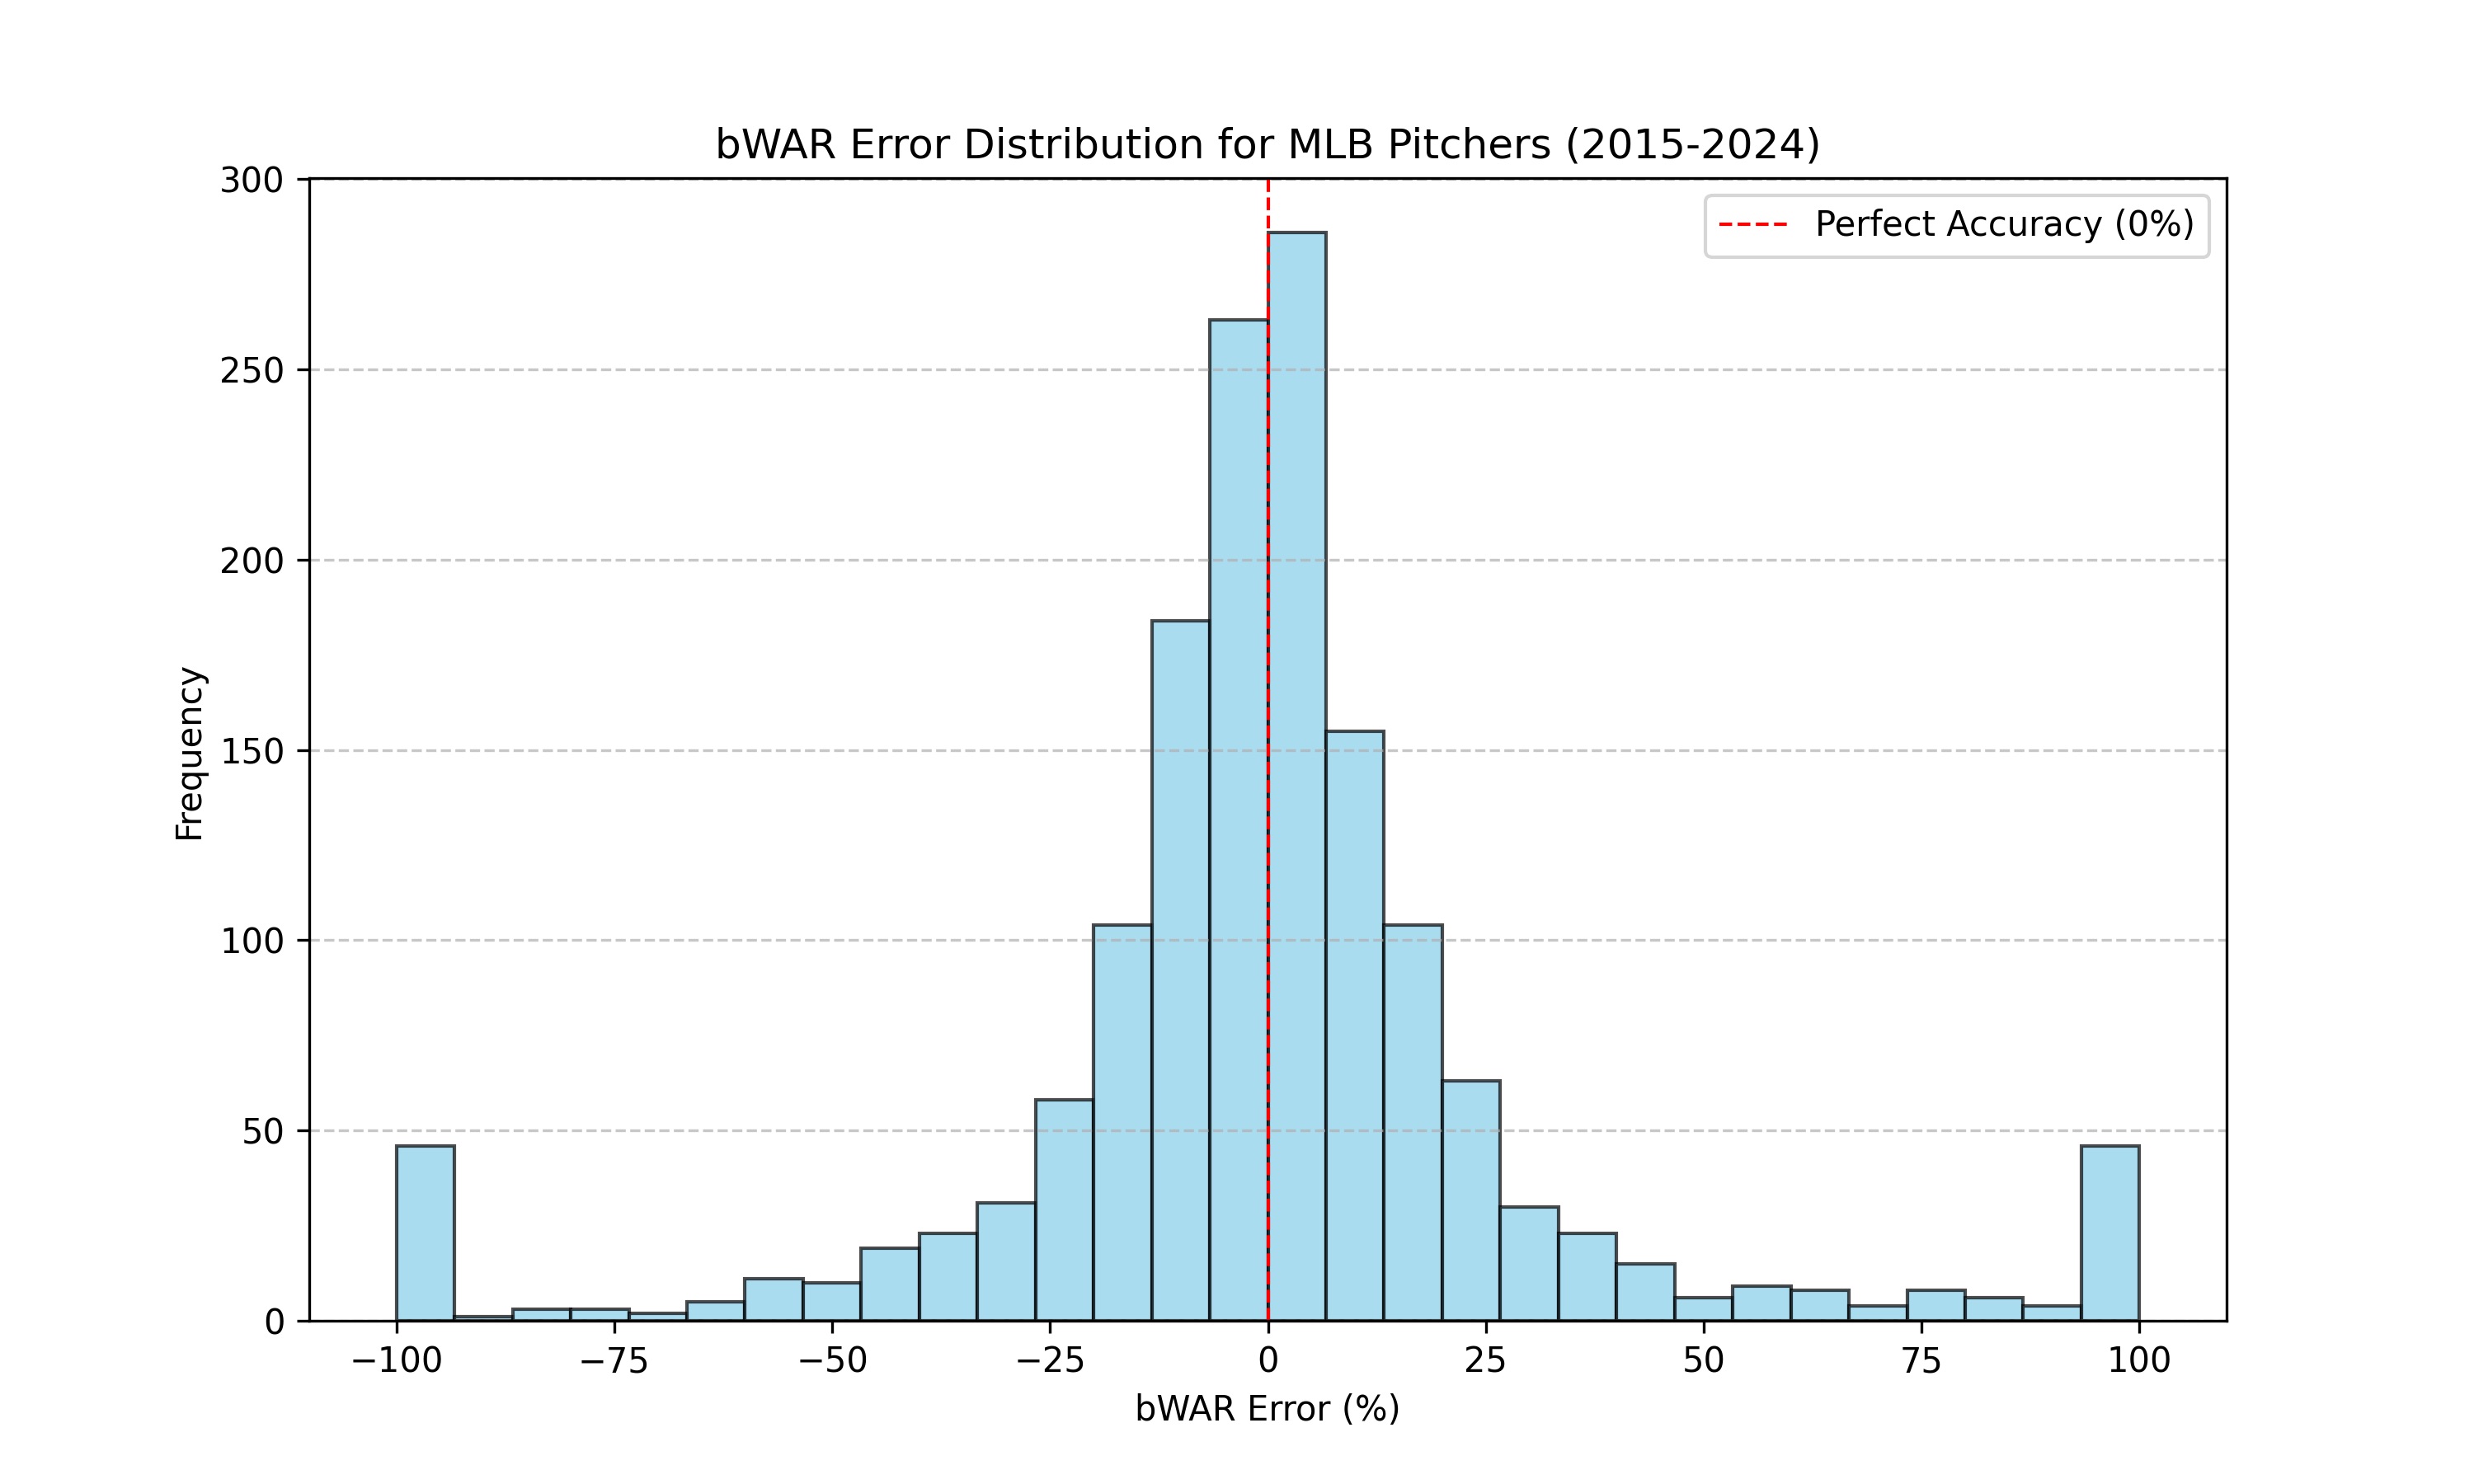 bWAR Error Distribution for MLB Pitchers (2015-2024)
Perfect Accuracy (0%)
Frequency
300
250
200
150
100
50
0
−100 −75 −50 −25 0 25 50 75 100
bWAR Error (%)